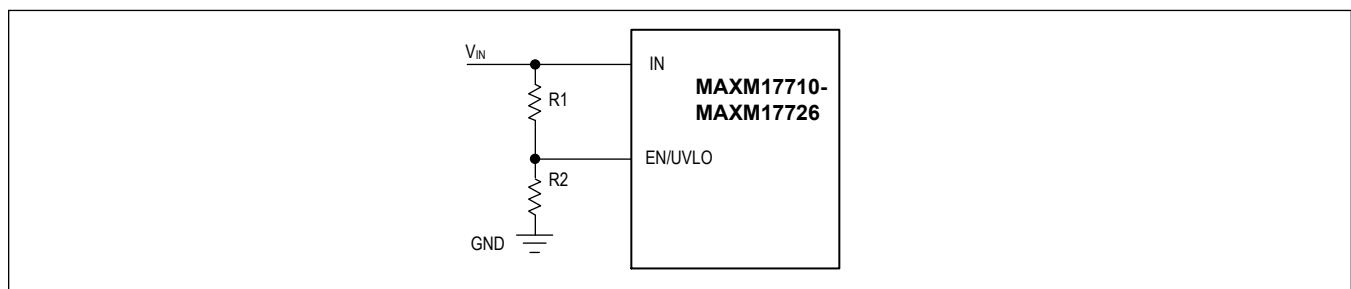 V_IN
IN
R1
MAXM17710-
MAXM17726
EN/UVLO
R2
GND